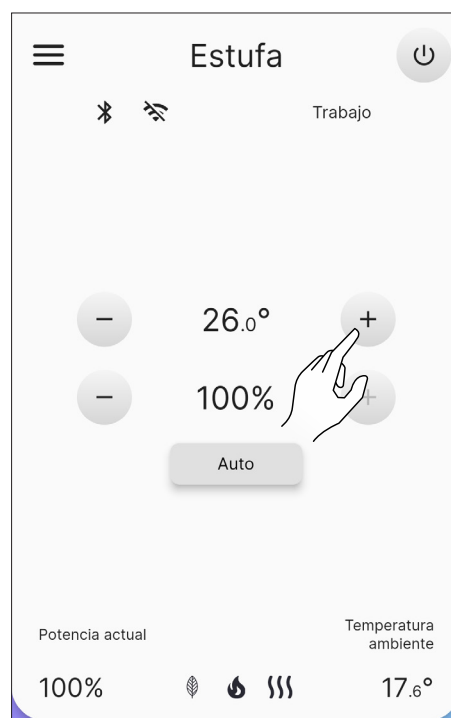 Estufa
Trabajo
− 26.0° +
− 100% +
Auto
Potencia actual
Temperatura
ambiente
100%
17.6°